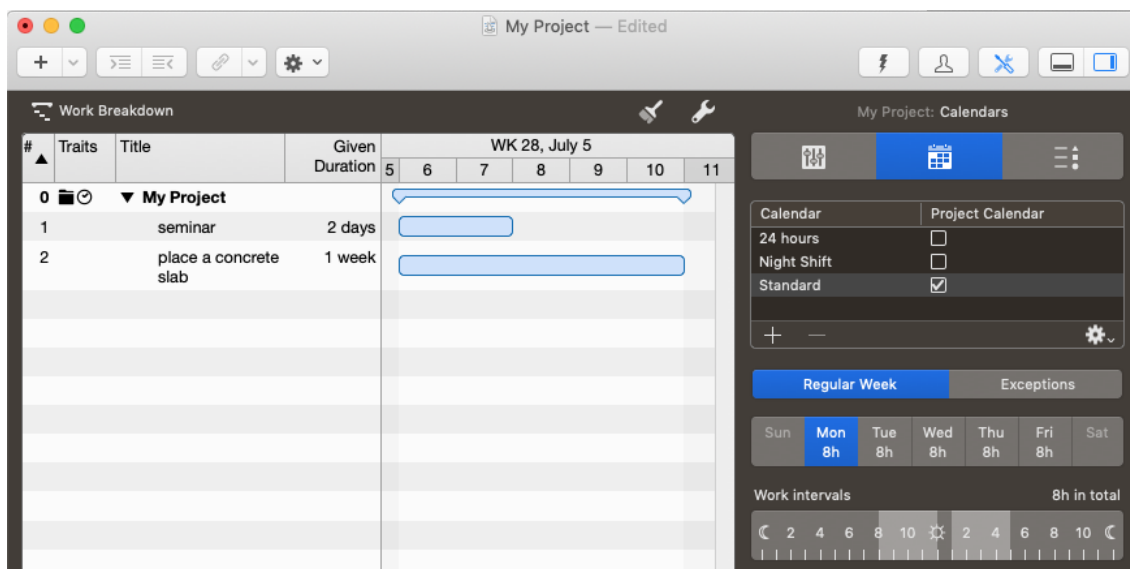 My Project — Edited
Work Breakdown
My Project: Calendars
# Traits Title Given Duration WK 28, July 5
5 6 7 8 9 10 11
0 My Project
1 seminar 2 days
2 place a concrete slab 1 week
Calendar Project Calendar
24 hours
Night Shift
Standard
Regular Week Exceptions
Sun Mon Tue Wed Thu Fri Sat
8h 8h 8h 8h 8h
Work intervals 8h in total
2 4 6 8 10 2 4 6 8 10